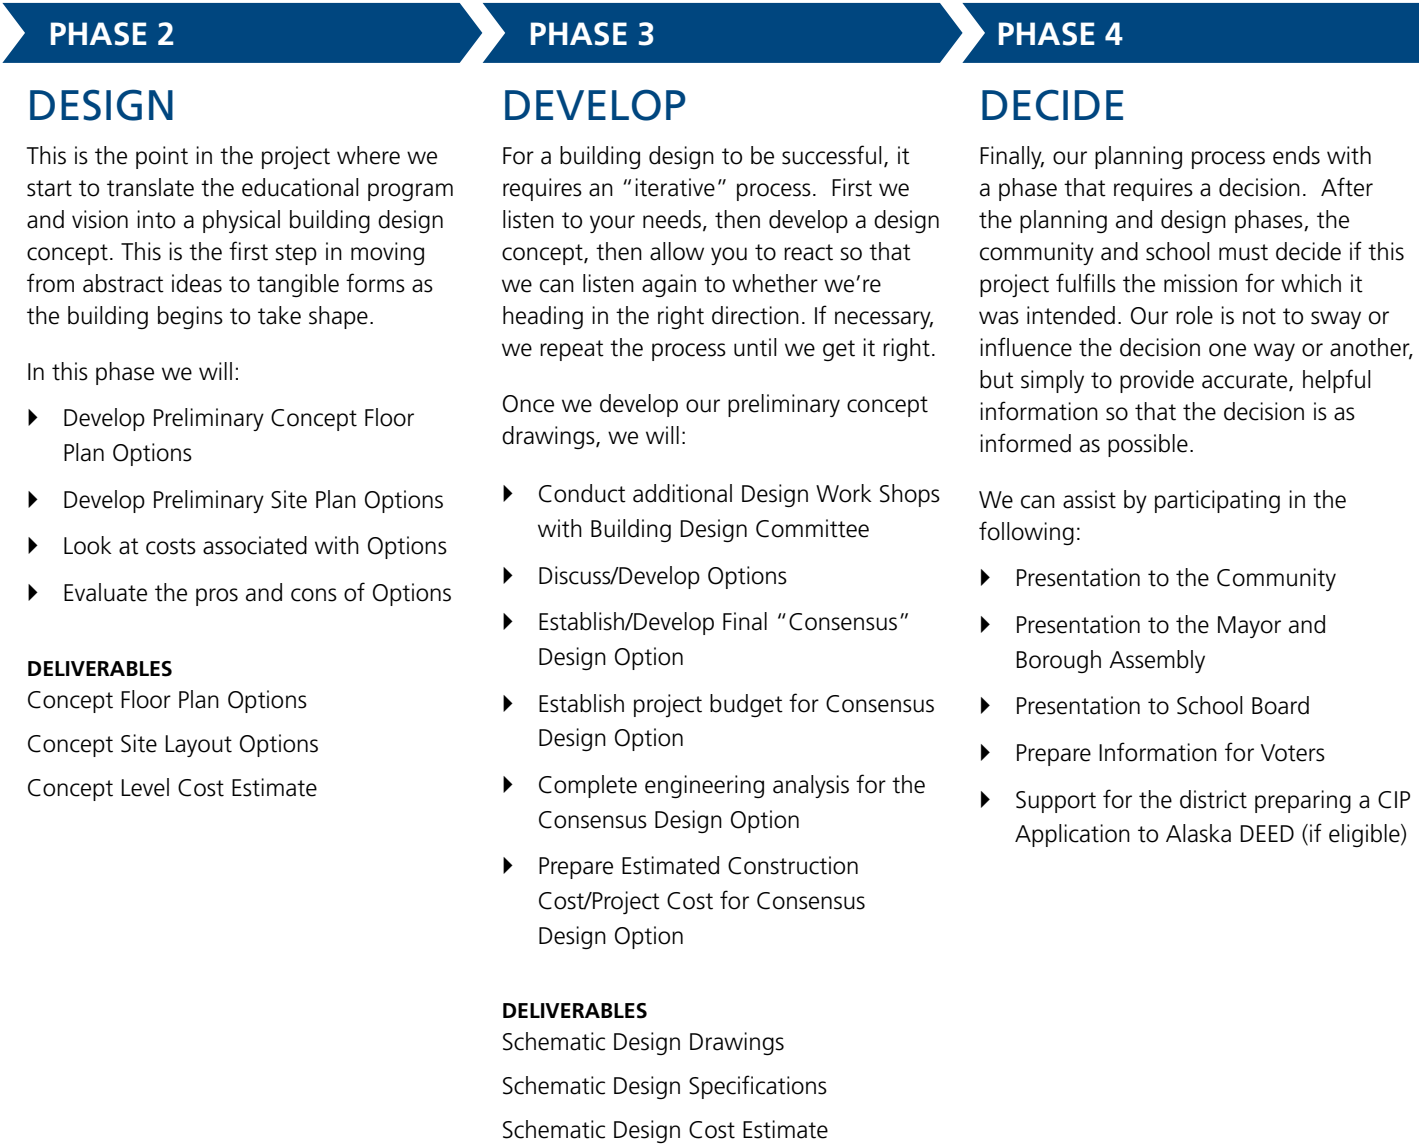 PHASE 2
DESIGN
This is the point in the project where we
start to translate the educational program
and vision into a physical building design
concept. This is the first step in moving
from abstract ideas to tangible forms as
the building begins to take shape.
In this phase we will:
Develop Preliminary Concept Floor
Plan Options
Develop Preliminary Site Plan Options
Look at costs associated with Options
Evaluate the pros and cons of Options
DELIVERABLES
Concept Floor Plan Options
Concept Site Layout Options
Concept Level Cost Estimate
PHASE 3
DEVELOP
For a building design to be successful, it
requires an “iterative” process.  First we
listen to your needs, then develop a design
concept, then allow you to react so that
we can listen again to whether we’re
heading in the right direction. If necessary,
we repeat the process until we get it right.
Once we develop our preliminary concept
drawings, we will:
Conduct additional Design Work Shops
with Building Design Committee
Discuss/Develop Options
Establish/Develop Final “Consensus”
Design Option
Establish project budget for Consensus
Design Option
Complete engineering analysis for the
Consensus Design Option
Prepare Estimated Construction
Cost/Project Cost for Consensus
Design Option
DELIVERABLES
Schematic Design Drawings
Schematic Design Specifications
Schematic Design Cost Estimate
PHASE 4
DECIDE
Finally, our planning process ends with
a phase that requires a decision.  After
the planning and design phases, the
community and school must decide if this
project fulfills the mission for which it
was intended. Our role is not to sway or
influence the decision one way or another,
but simply to provide accurate, helpful
information so that the decision is as
informed as possible.
We can assist by participating in the
following:
Presentation to the Community
Presentation to the Mayor and
Borough Assembly
Presentation to School Board
Prepare Information for Voters
Support for the district preparing a CIP
Application to Alaska DEED (if eligible)